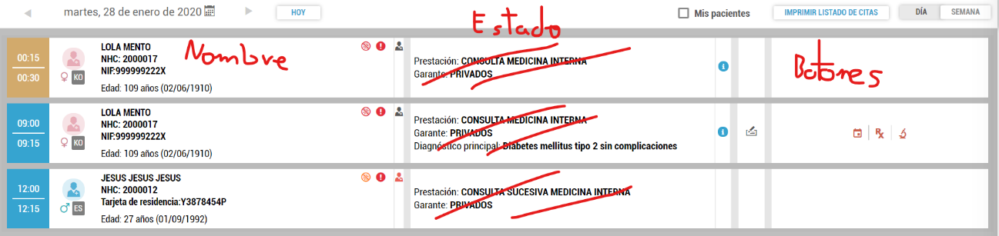 martes, 28 de enero de 2020
HOY
Mis pacientes
IMPRIMIR LISTADO DE CITAS
DÍA
SEMANA
Nombre
Estado
Botones
00:15
00:30
LOLA MENTO
NHC: 2000017
NIF:999999222X
KO
Edad: 109 años (02/06/1910)
Prestación: CONSULTA MEDICINA INTERNA
Garante: PRIVADOS
09:00
09:15
LOLA MENTO
NHC: 2000017
NIF:999999222X
KO
Edad: 109 años (02/06/1910)
Prestación: CONSULTA MEDICINA INTERNA
Garante: PRIVADOS
Diagnóstico principal: Diabetes mellitus tipo 2 sin complicaciones
12:00
12:15
JESUS JESUS JESUS
NHC: 2000012
Tarjeta de residencia:Y3878454P
ES
Edad: 27 años (01/09/1992)
Prestación: CONSULTA SUCESIVA MEDICINA INTERNA
Garante: PRIVADOS